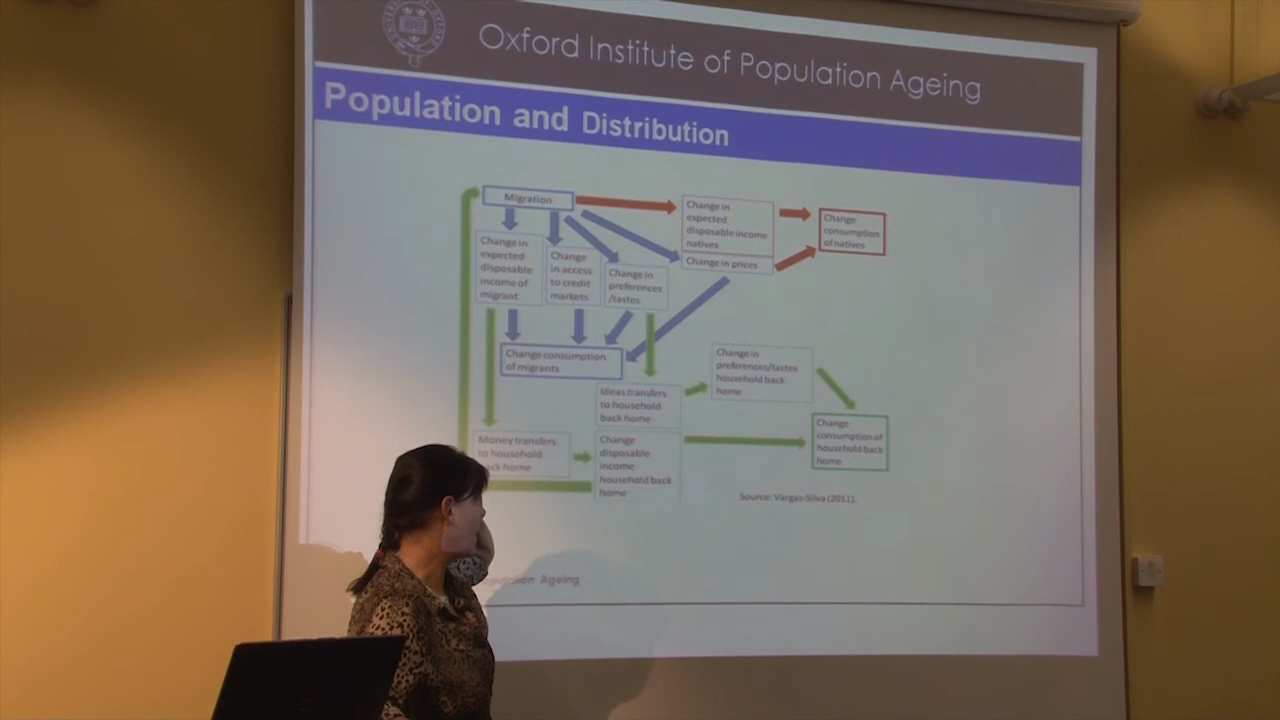 Oxford Institute of Population Ageing
Population and Distribution
Migration
Change in
expected
disposable income
natives
Change in prices
Change
consumption
of natives
Change in
expected
disposable
income of
migrant
Change
in access
to credit
markets
Change in
preferences
/tastes
Change consumption
of migrants
Change in
preferences/tastes
household back
home
Ideas transfers
to household
back home
Change
consumption of
household back
home
Money transfers
to household
back home
Change
disposable
income
household back
home
Source: Vargas-Silva (2011).
Population Ageing